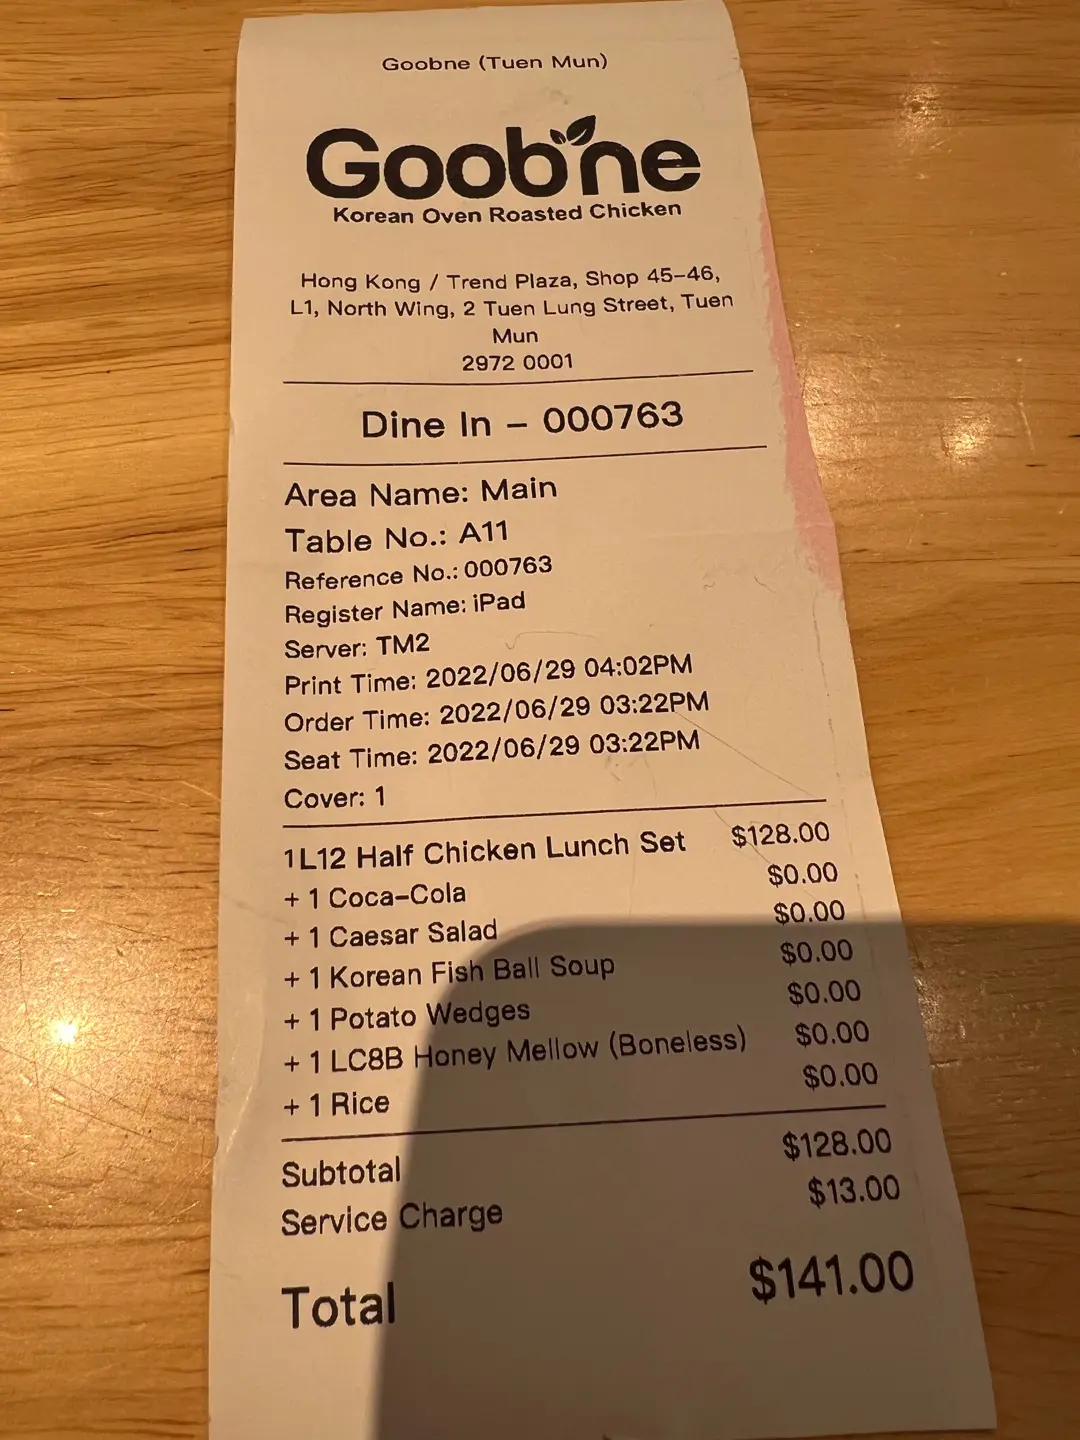 Goobne (Tuen Mun)
Goobne
Korean Oven Roasted Chicken
Hong Kong / Trend Plaza, Shop 45-46,
L1, North Wing, 2 Tuen Lung Street, Tuen
Mun
2972 0001
Dine In - 000763
Area Name: Main
Table No.: A11
Reference No.: 000763
Register Name: iPad
Server: TM2
Print Time: 2022/06/29 04:02PM
Order Time: 2022/06/29 03:22PM
Seat Time: 2022/06/29 03:22PM
Cover: 1
1 L12 Half Chicken Lunch Set $128.00
+ 1 Coca-Cola $0.00
+ 1 Caesar Salad $0.00
+ 1 Korean Fish Ball Soup $0.00
+ 1 Potato Wedges $0.00
+ 1 LC8B Honey Mellow (Boneless) $0.00
+ 1 Rice $0.00
Subtotal $128.00
Service Charge $13.00
Total $141.00